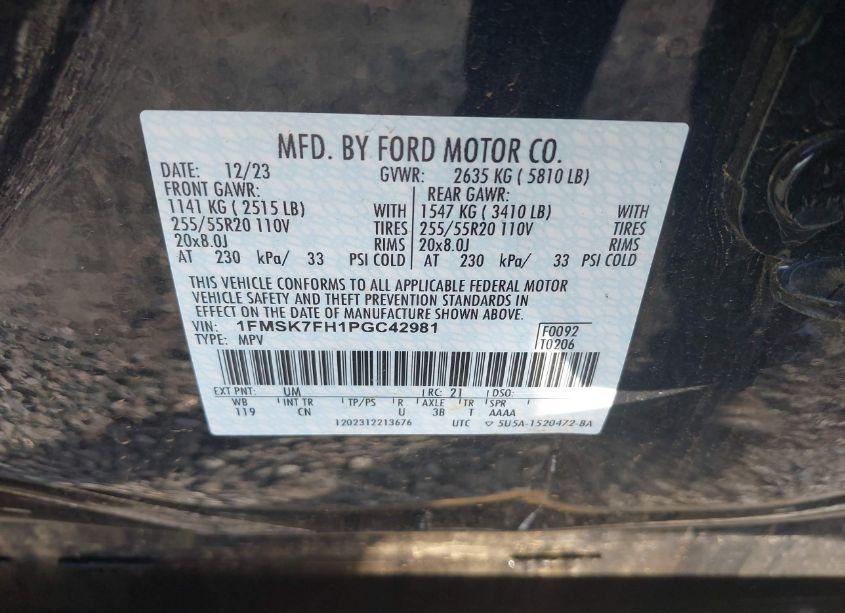 MFD. BY FORD MOTOR CO.
DATE: 12/23 GVWR: 2635 KG ( 5810 LB)
FRONT GAWR: REAR GAWR:
1141 KG ( 2515 LB) WITH 1547 KG ( 3410 LB) WITH
255/55R20 110V TIRES 255/55R20 110V TIRES
20x8.0J RIMS 20x8.0J RIMS
AT 230 kPa/ 33 PSI COLD AT 230 kPa/ 33 PSI COLD
THIS VEHICLE CONFORMS TO ALL APPLICABLE FEDERAL MOTOR
VEHICLE SAFETY AND THEFT PREVENTION STANDARDS IN
EFFECT ON THE DATE OF MANUFACTURE SHOWN ABOVE.
VIN: 1FMSK7FH1PGC42981 F0092
TYPE: MPV T0206
EXT PNT: UM RC: 21 DSO:
WB INT TR TP/PS R AXLE TR SPR
119 CN U 3B T AAAA
1202312213676 UTC 5U5A-1520472-BA